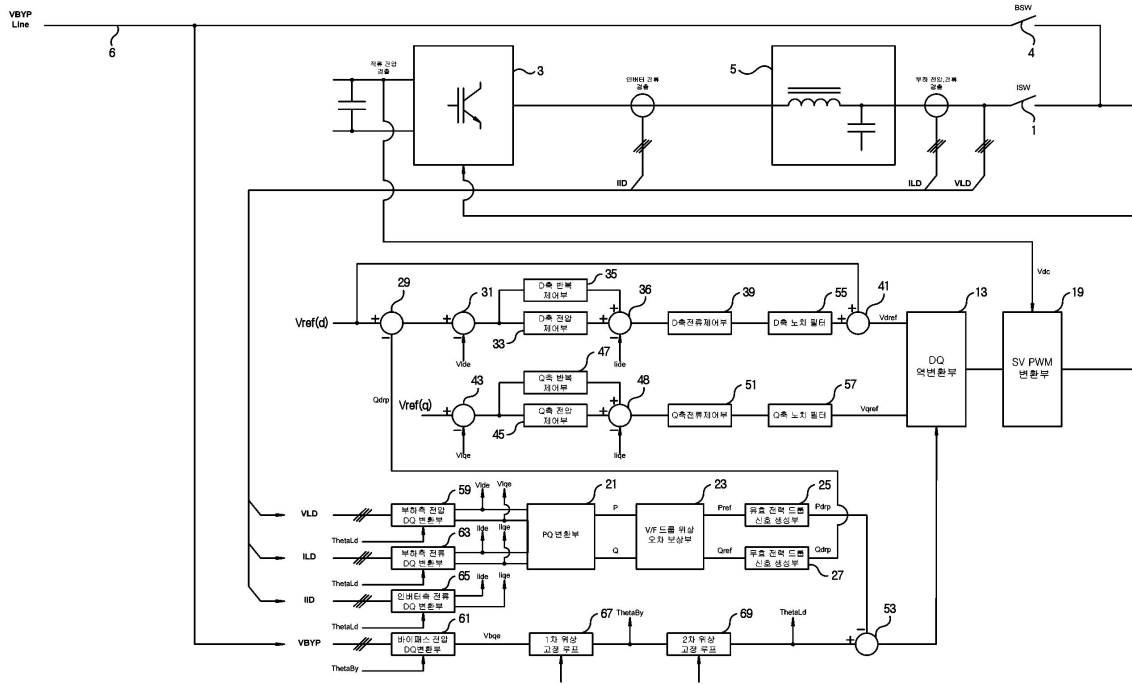 VBYP
Line
6
BSW
4
직류 전압
검출
3
인버터 전류
검출
5
부하 전압,전류
검출
ISW
1
IID
ILD
VLD
Vdc
29
31
D축 반복
제어부
35
36
39
55
41
13
19
Vref(d)
D축 전압
제어부
33
D축전류제어부
D축 노치 필터
Vdref
Vlde
Iide
DQ
역변환부
SV PWM
변환부
Qdrp
43
Q축 반복
제어부
47
48
51
57
Vref(q)
Q축 전압
제어부
45
Q축전류제어부
Q축 노치 필터
Vqref
Vlqe
Iiqe
59
Vlde
Vlqe
21
23
25
VLD
부하측 전압
DQ 변환부
ThetaLd
Ilde
Ilqe
63
PQ 변환부
P
Q
V/F 드룹 위상
오차 보상부
Pref
Qref
유효 전력 드룹
신호 생성부
Pdrp
ILD
부하측 전류
DQ 변환부
ThetaLd
무효 전력 드룹
신호 생성부
Qdrp
27
65
Iide
Iiqe
IID
인버터측 전류
DQ 변환부
ThetaLd
61
67
ThetaBy
69
ThetaLd
53
VBYP
바이패스 전압
DQ변환부
Vbqe
1차 위상
고정 루프
2차 위상
고정 루프
ThetaBy